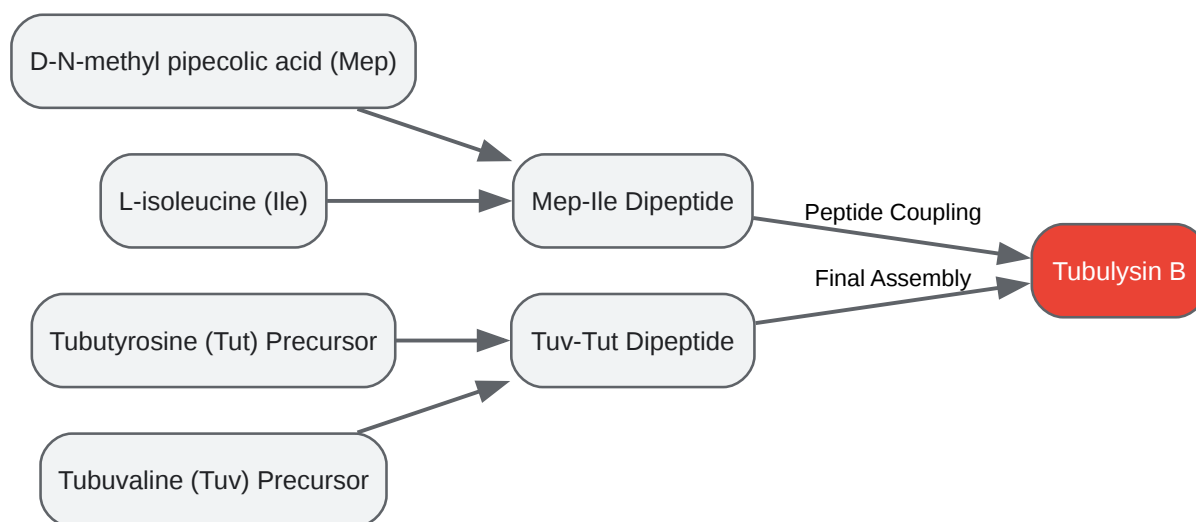 D-N-methyl pipecolic acid (Mep)
L-isoleucine (Ile)
Mep-Ile Dipeptide
Peptide Coupling
Tubulysin B
Final Assembly
Tubutyrosine (Tut) Precursor
Tuv-Tut Dipeptide
Tubuvaline (Tuv) Precursor